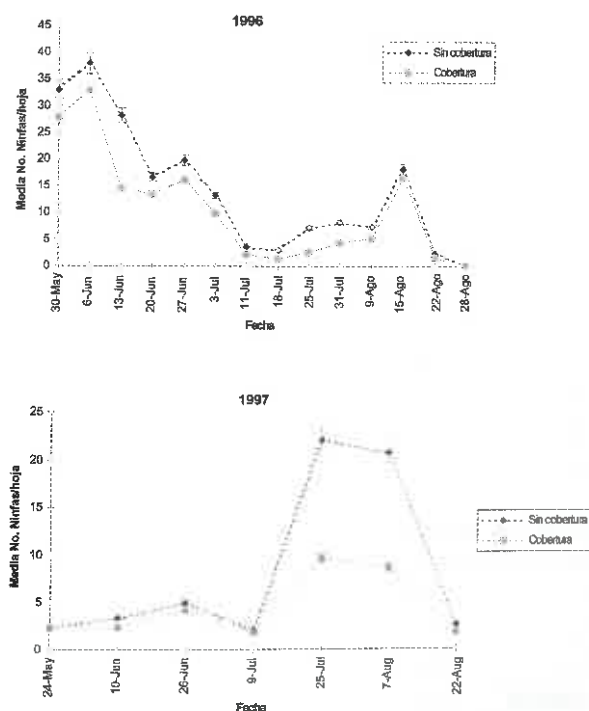 1996
Media No. Ninfas/hoja
45
40
35
30
25
20
15
10
5
0
Sin cobertura
Cobertura
30-May
6-Jun
13-Jun
20-Jun
27-Jun
3-Jul
11-Jul
18-Jul
25-Jul
31-Jul
9-Ago
15-Ago
22-Ago
28-Ago
Fecha
1997
Media No. Ninfas/hoja
25
20
15
10
5
0
Sin cobertura
Cobertura
24-May
10-Jun
26-Jun
9-Jul
25-Jul
7-Aug
22-Aug
Fecha